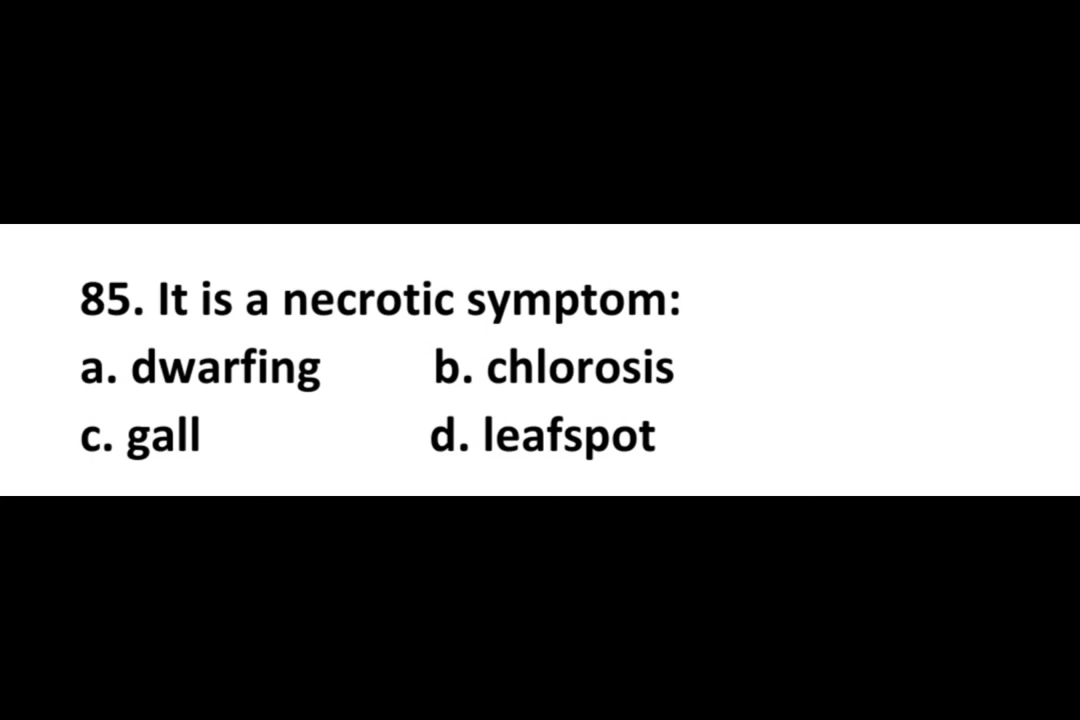 85. It is a necrotic symptom:
a. dwarfing b. chlorosis
c. gall d. leafspot